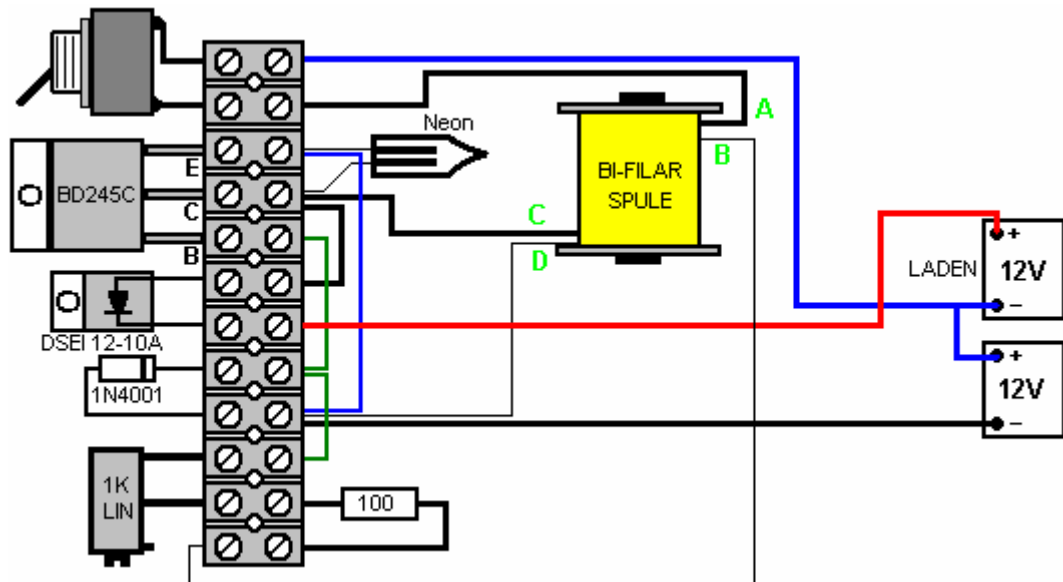 Neon
A
B
E
BD245C
C
B
BI-FILAR
SPULE
C
D
+
12V
−
LADEN
DSEI 12-10A
1N4001
+
12V
−
1K
LIN
100